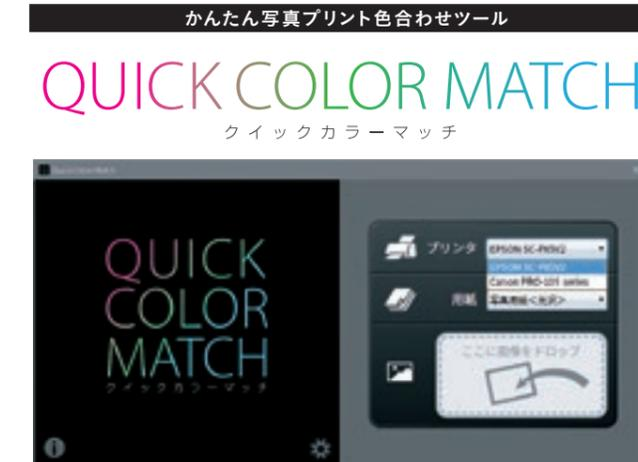 かんたん写真プリント色合わせツール
QUICK COLOR MATCH
クイックカラーマッチ
QUICK
COLOR
MATCH
クイックカラーマッチ
プリンタ
EPSON SC-PX5V2
EPSON SC-PX5V2
Canon PRO-10S series
用紙
写真用紙<光沢>
ここに画像をドロップ